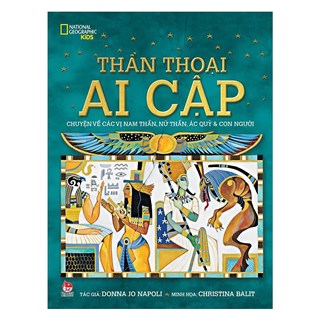 NATIONAL
GEOGRAPHIC
KIDS
THẦN THOẠI
AI CẬP
CHUYỆN VỀ CÁC VỊ NAM THẦN, NỮ THẦN, ÁC QUỶ & CON NGƯỜI
TÁC GIẢ: DONNA JO NAPOLI - MINH HỌA: CHRISTINA BALIT